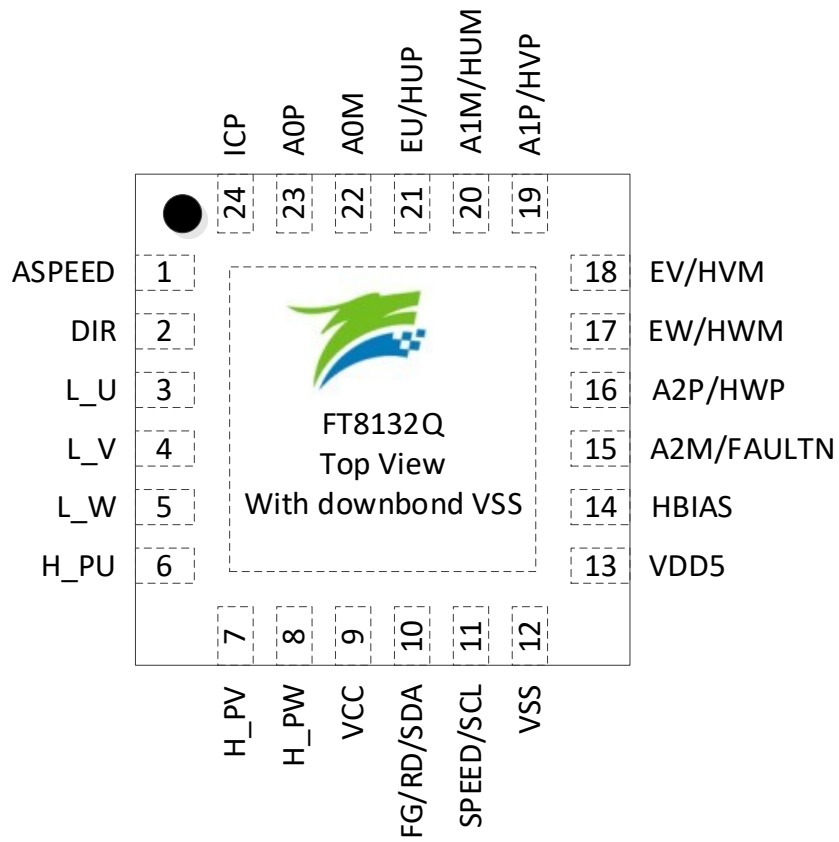 ICP
A0P
A0M
EU/HUP
A1M/HUM
A1P/HVP
24
23
22
21
20
19
ASPEED 1
DIR 2
L_U 3
L_V 4
L_W 5
H_PU 6
18 EV/HVM
17 EW/HWM
16 A2P/HWP
15 A2M/FAULTN
14 HBIAS
13 VDD5
FT8132Q
Top View
With downbond VSS
7
8
9
10
11
12
H_PV
H_PW
VCC
FG/RD/SDA
SPEED/SCL
VSS